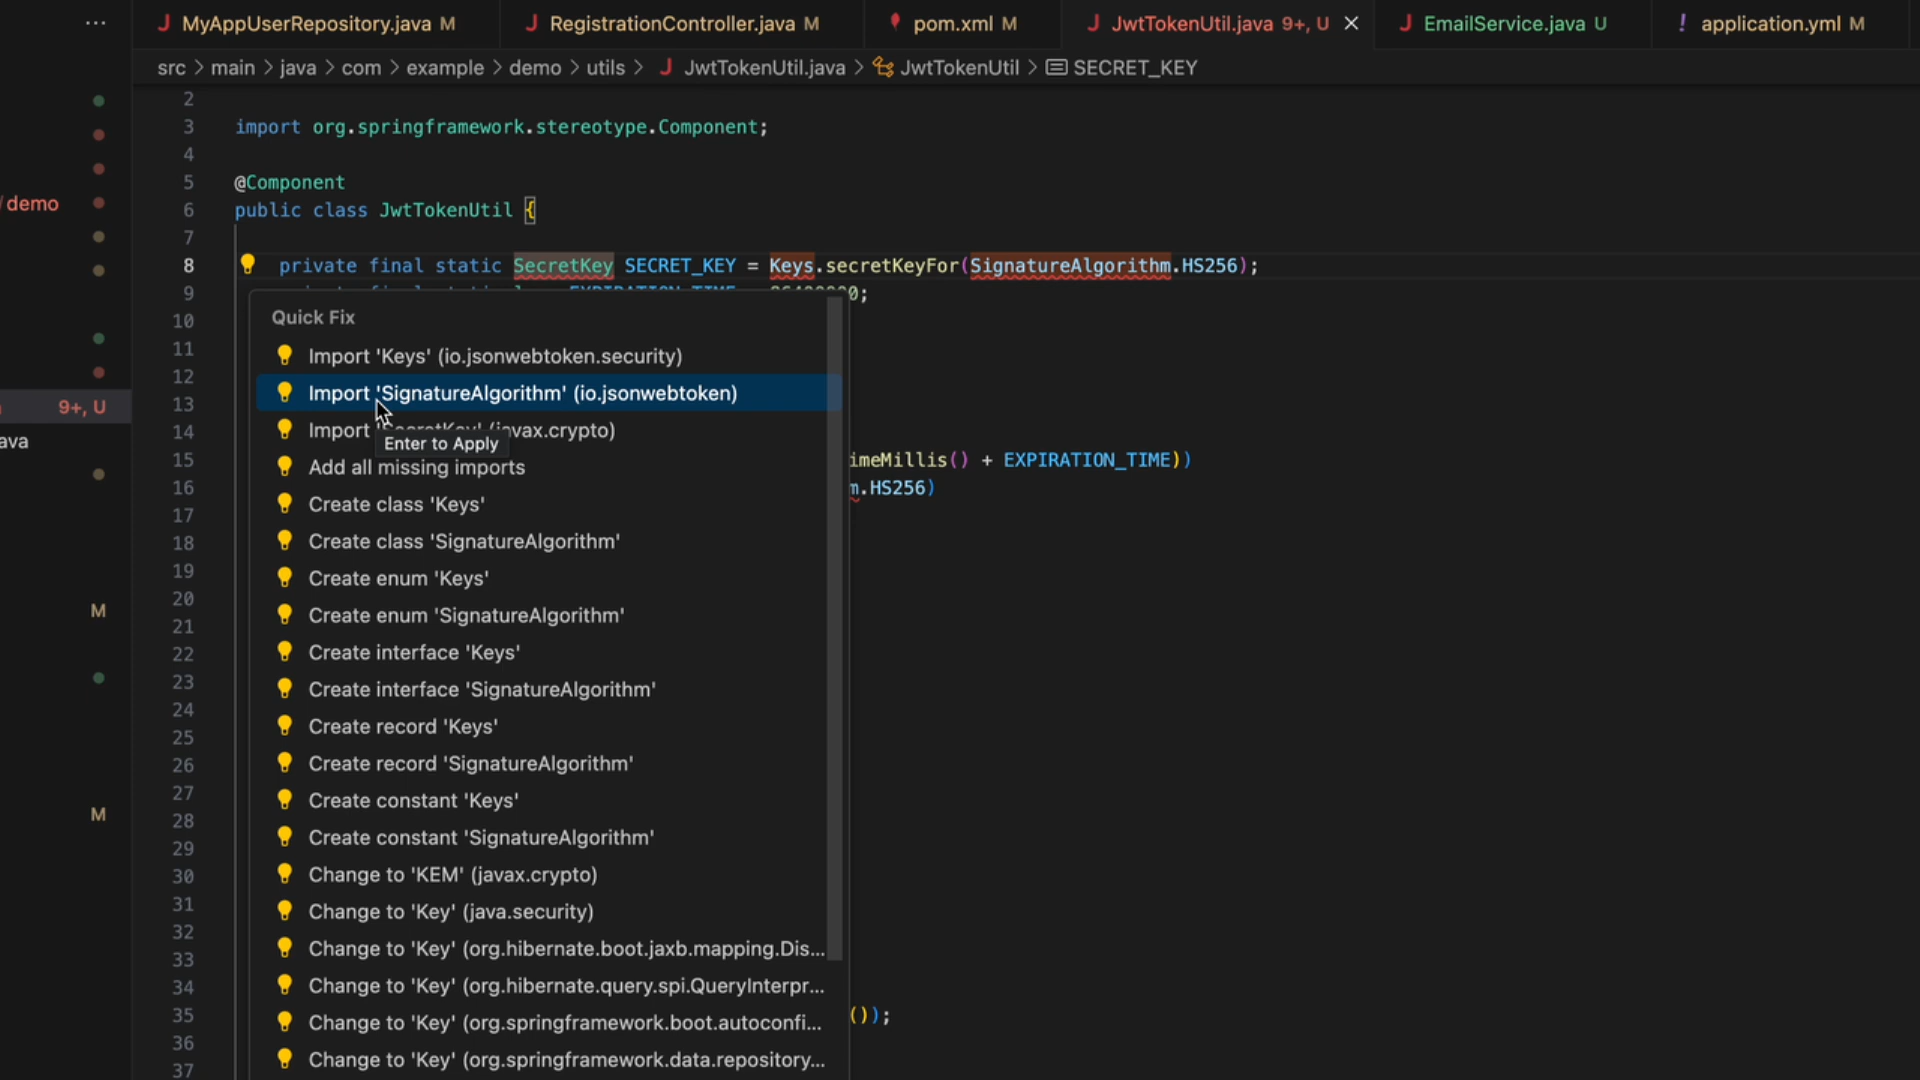 ... J MyAppUserRepository.java M J RegistrationController.java M pom.xml M J JwtTokenUtil.java 9+, U × J EmailService.java U ! application.yml M
src > main > java > com > example > demo > utils > J JwtTokenUtil.java > JwtTokenUtil > SECRET_KEY
2
3 import org.springframework.stereotype.Component;
4
5 @Component
/demo
6 public class JwtTokenUtil {
7
8 private final static SecretKey SECRET_KEY = Keys.secretKeyFor(SignatureAlgorithm.HS256);
9 0;
10 Quick Fix
11 Import 'Keys' (io.jsonwebtoken.security)
12
13 Import 'SignatureAlgorithm' (io.jsonwebtoken)
9+, U
14 Import 'SecretKey' (javax.crypto)
Enter to Apply
ava
15 imeMillis() + EXPIRATION_TIME))
Add all missing imports
16 m.HS256)
17 Create class 'Keys'
18 Create class 'SignatureAlgorithm'
19 Create enum 'Keys'
20
M
21 Create enum 'SignatureAlgorithm'
22 Create interface 'Keys'
23 Create interface 'SignatureAlgorithm'
24
25 Create record 'Keys'
26 Create record 'SignatureAlgorithm'
27 Create constant 'Keys'
M
28
29 Create constant 'SignatureAlgorithm'
30 Change to 'KEM' (javax.crypto)
31 Change to 'Key' (java.security)
32
33 Change to 'Key' (org.hibernate.boot.jaxb.mapping.Dis...
34 Change to 'Key' (org.hibernate.query.spi.QueryInterpr...
35 ());
Change to 'Key' (org.springframework.boot.autoconfi...
36
37 Change to 'Key' (org.springframework.data.repository...